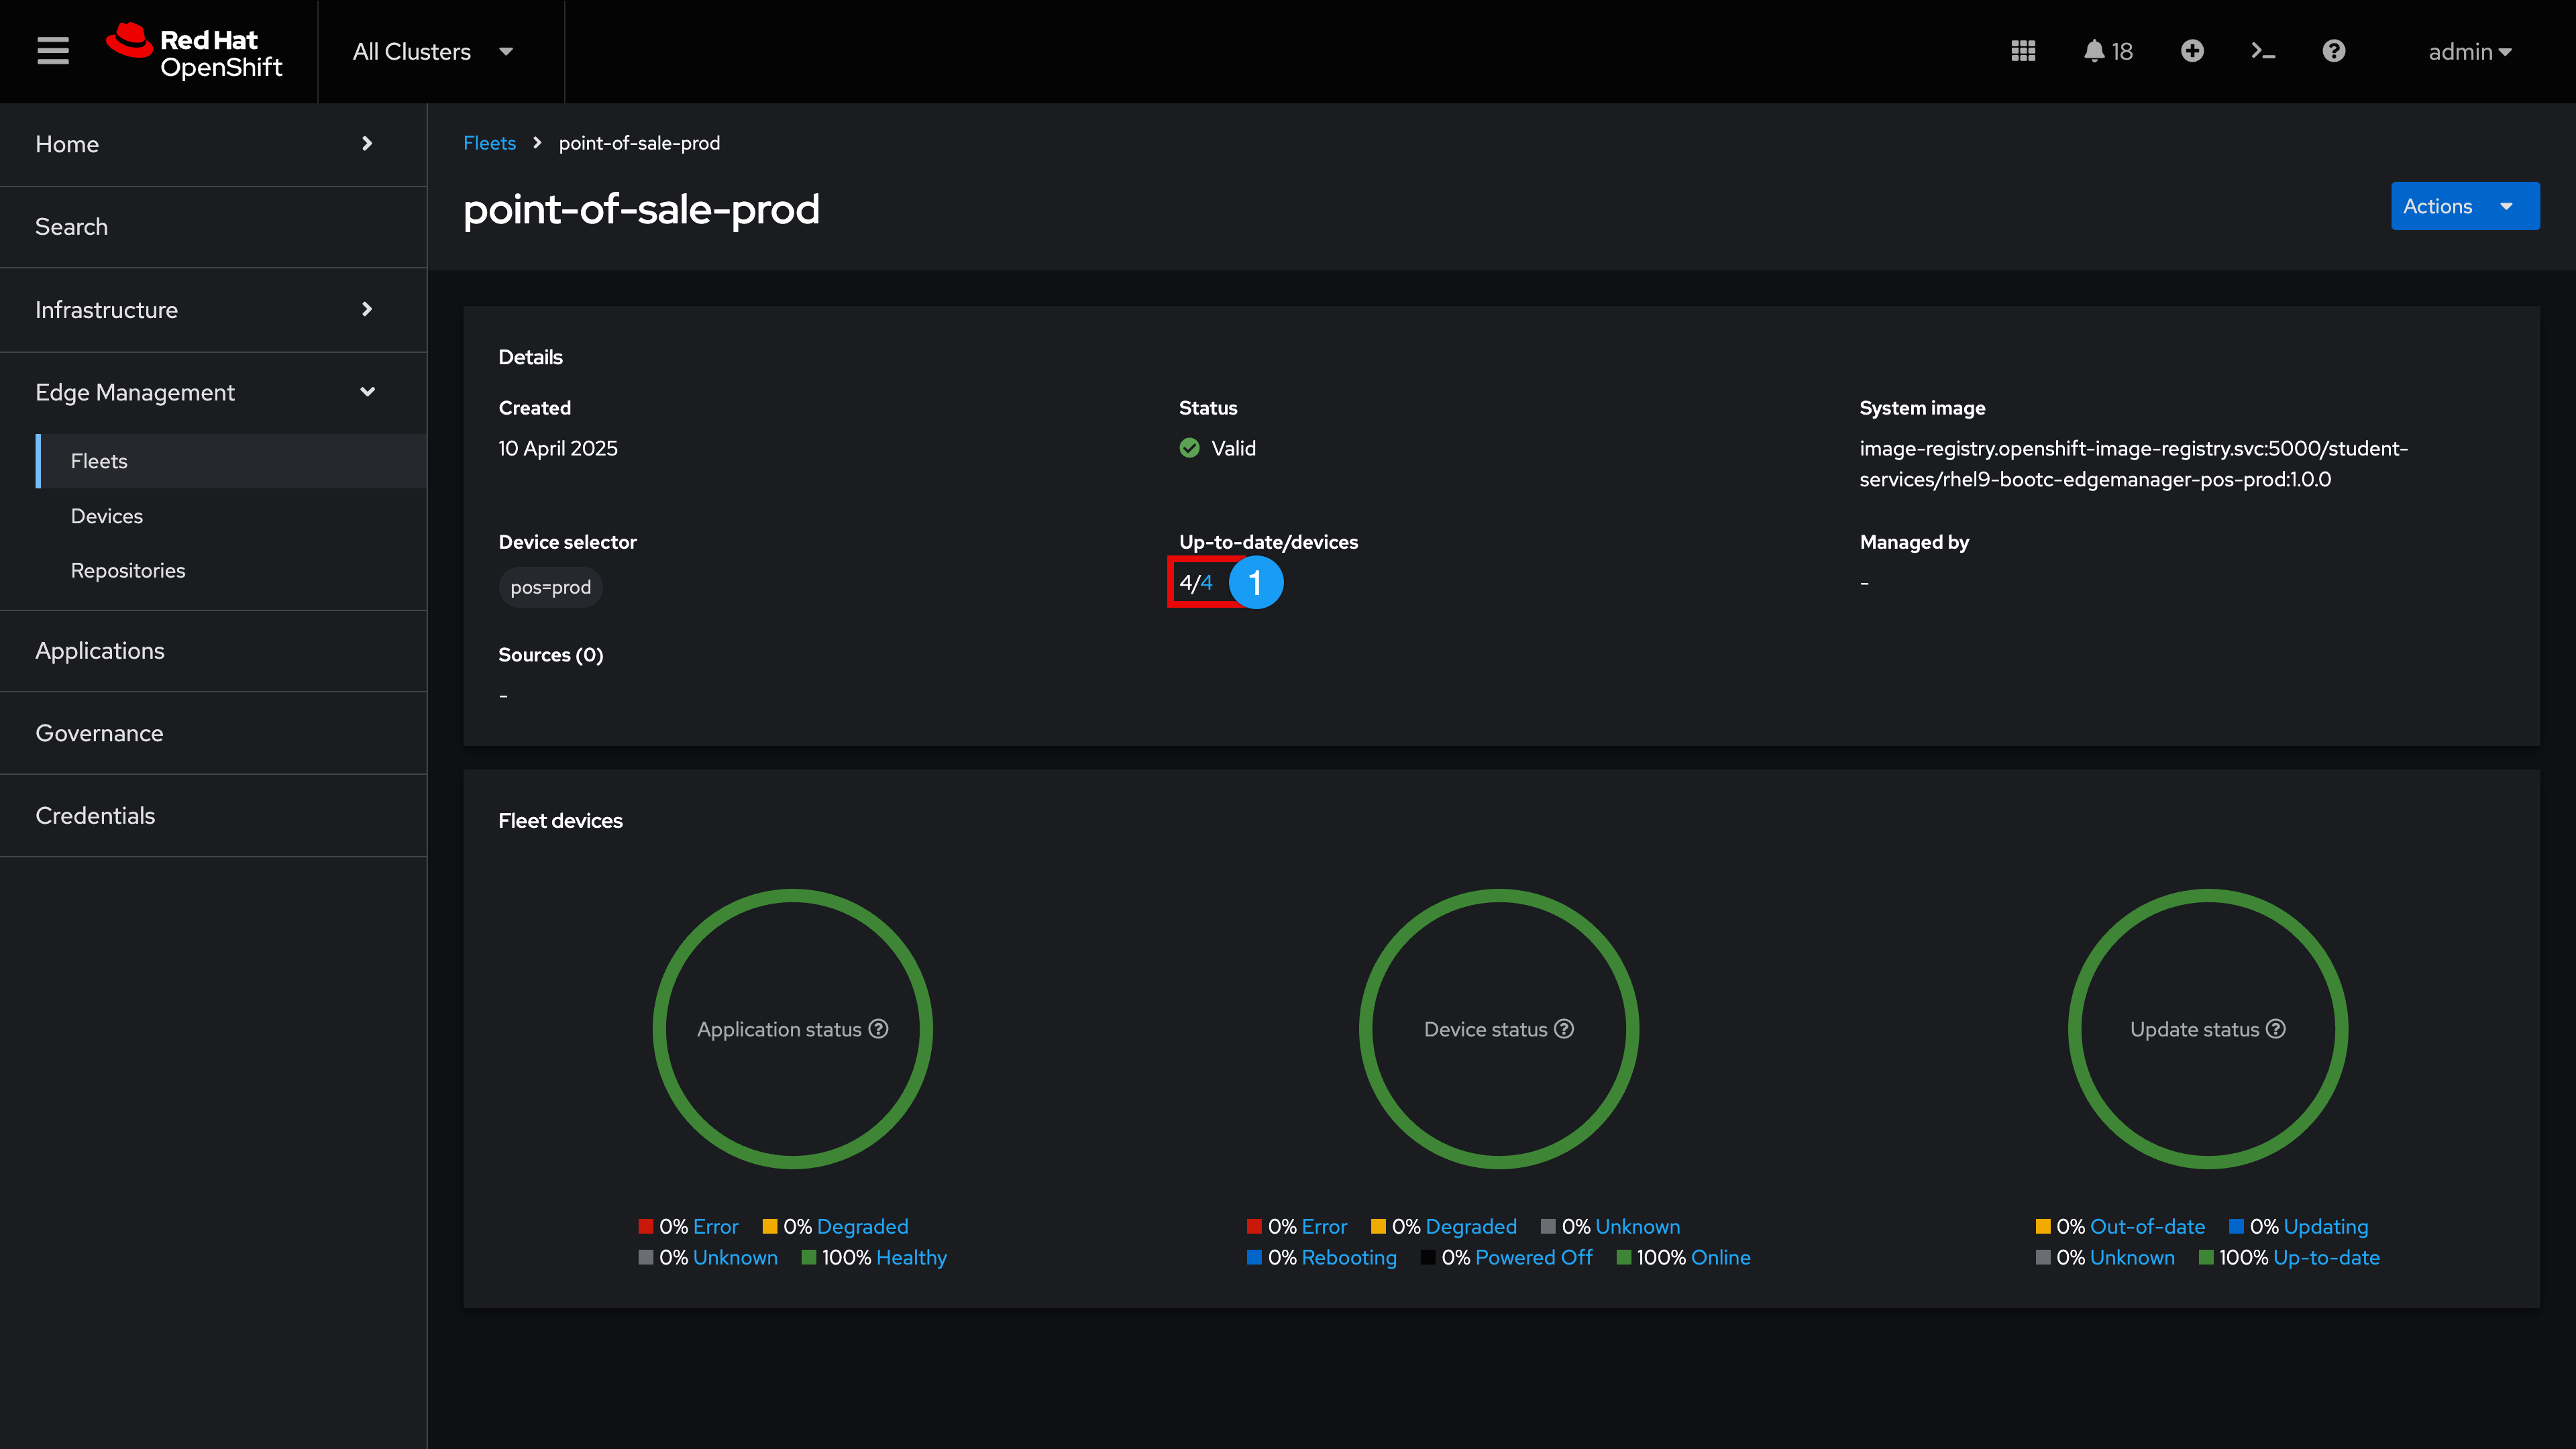 Red Hat
OpenShift
All Clusters
18
admin
Home
Search
Infrastructure
Edge Management
Fleets
Devices
Repositories
Applications
Governance
Credentials
Fleets > point-of-sale-prod
point-of-sale-prod
Actions
Details
Created
10 April 2025
Status
Valid
System image
image-registry.openshift-image-registry.svc:5000/student-
services/rhel9-bootc-edgemanager-pos-prod:1.0.0
Device selector
pos=prod
Up-to-date/devices
4/4
1
Managed by
-
Sources (0)
-
Fleet devices
Application status
0% Error 0% Degraded
0% Unknown 100% Healthy
Device status
0% Error 0% Degraded 0% Unknown
0% Rebooting 0% Powered Off 100% Online
Update status
0% Out-of-date 0% Updating
0% Unknown 100% Up-to-date